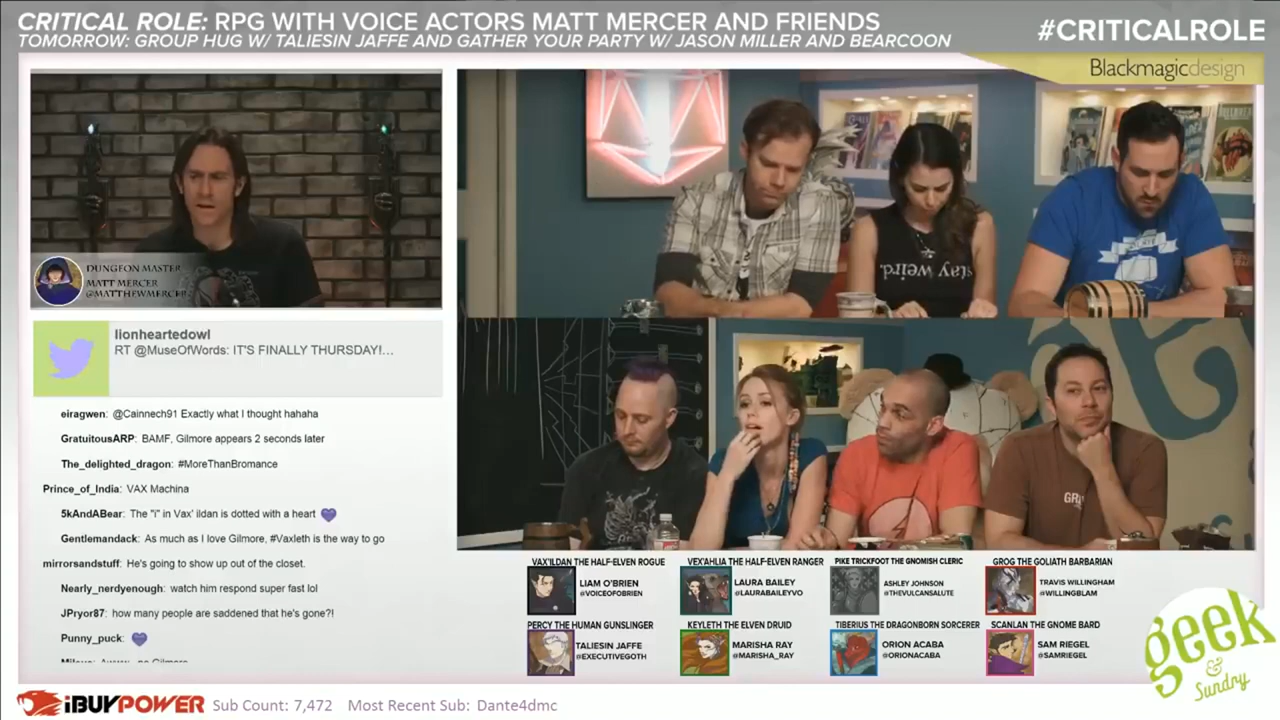 CRITICAL ROLE: RPG WITH VOICE ACTORS MATT MERCER AND FRIENDS
TOMORROW: GROUP HUG W/ TALIESIN JAFFE AND GATHER YOUR PARTY W/ JASON MILLER AND BEARCOON
#CRITICALROLE
Blackmagicdesign
DUNGEON MASTER
MATT MERCER
@MATTHEWMERCER
stay weird.
lionheartedowl
RT @MuseOfWords: IT'S FINALLY THURSDAY!...
eiragwen: @Cainnech91 Exactly what I thought hahaha
GratuitousARP: BAMF, Gilmore appears 2 seconds later
The_delighted_dragon: #MoreThanBromance
Prince_of_India: VAX Machina
5kAndABear: The "i" in Vax' ildan is dotted with a heart
Gentlemandack: As much as I love Gilmore, #Vaxleth is the way to go
mirrorsandstuff: He's going to show up out of the closet.
Nearly_nerdyenough: watch him respond super fast lol
JPryor87: how many people are saddened that he's gone?!
Punny_puck:
VAX'ILDAN THE HALF-ELVEN ROGUE
LIAM O'BRIEN
@VOICEOFOBRIEN
VEX'AHLIA THE HALF-ELVEN RANGER
LAURA BAILEY
@LAURABAILEYVO
PIKE TRICKFOOT THE GNOMISH CLERIC
ASHLEY JOHNSON
@THEVULCANSALUTE
GROG THE GOLIATH BARBARIAN
TRAVIS WILLINGHAM
@WILLINGBLAM
PERCY THE HUMAN GUNSLINGER
TALIESIN JAFFE
@EXECUTIVEGOTH
KEYLETH THE ELVEN DRUID
MARISHA RAY
@MARISHA_RAY
TIBERIUS THE DRAGONBORN SORCERER
ORION ACABA
@ORIONACABA
SCANLAN THE GNOME BARD
SAM RIEGEL
@SAMRIEGEL
geek
&
Sundry
iBUYPOWER
Sub Count: 7,472 Most Recent Sub: Dante4dmc